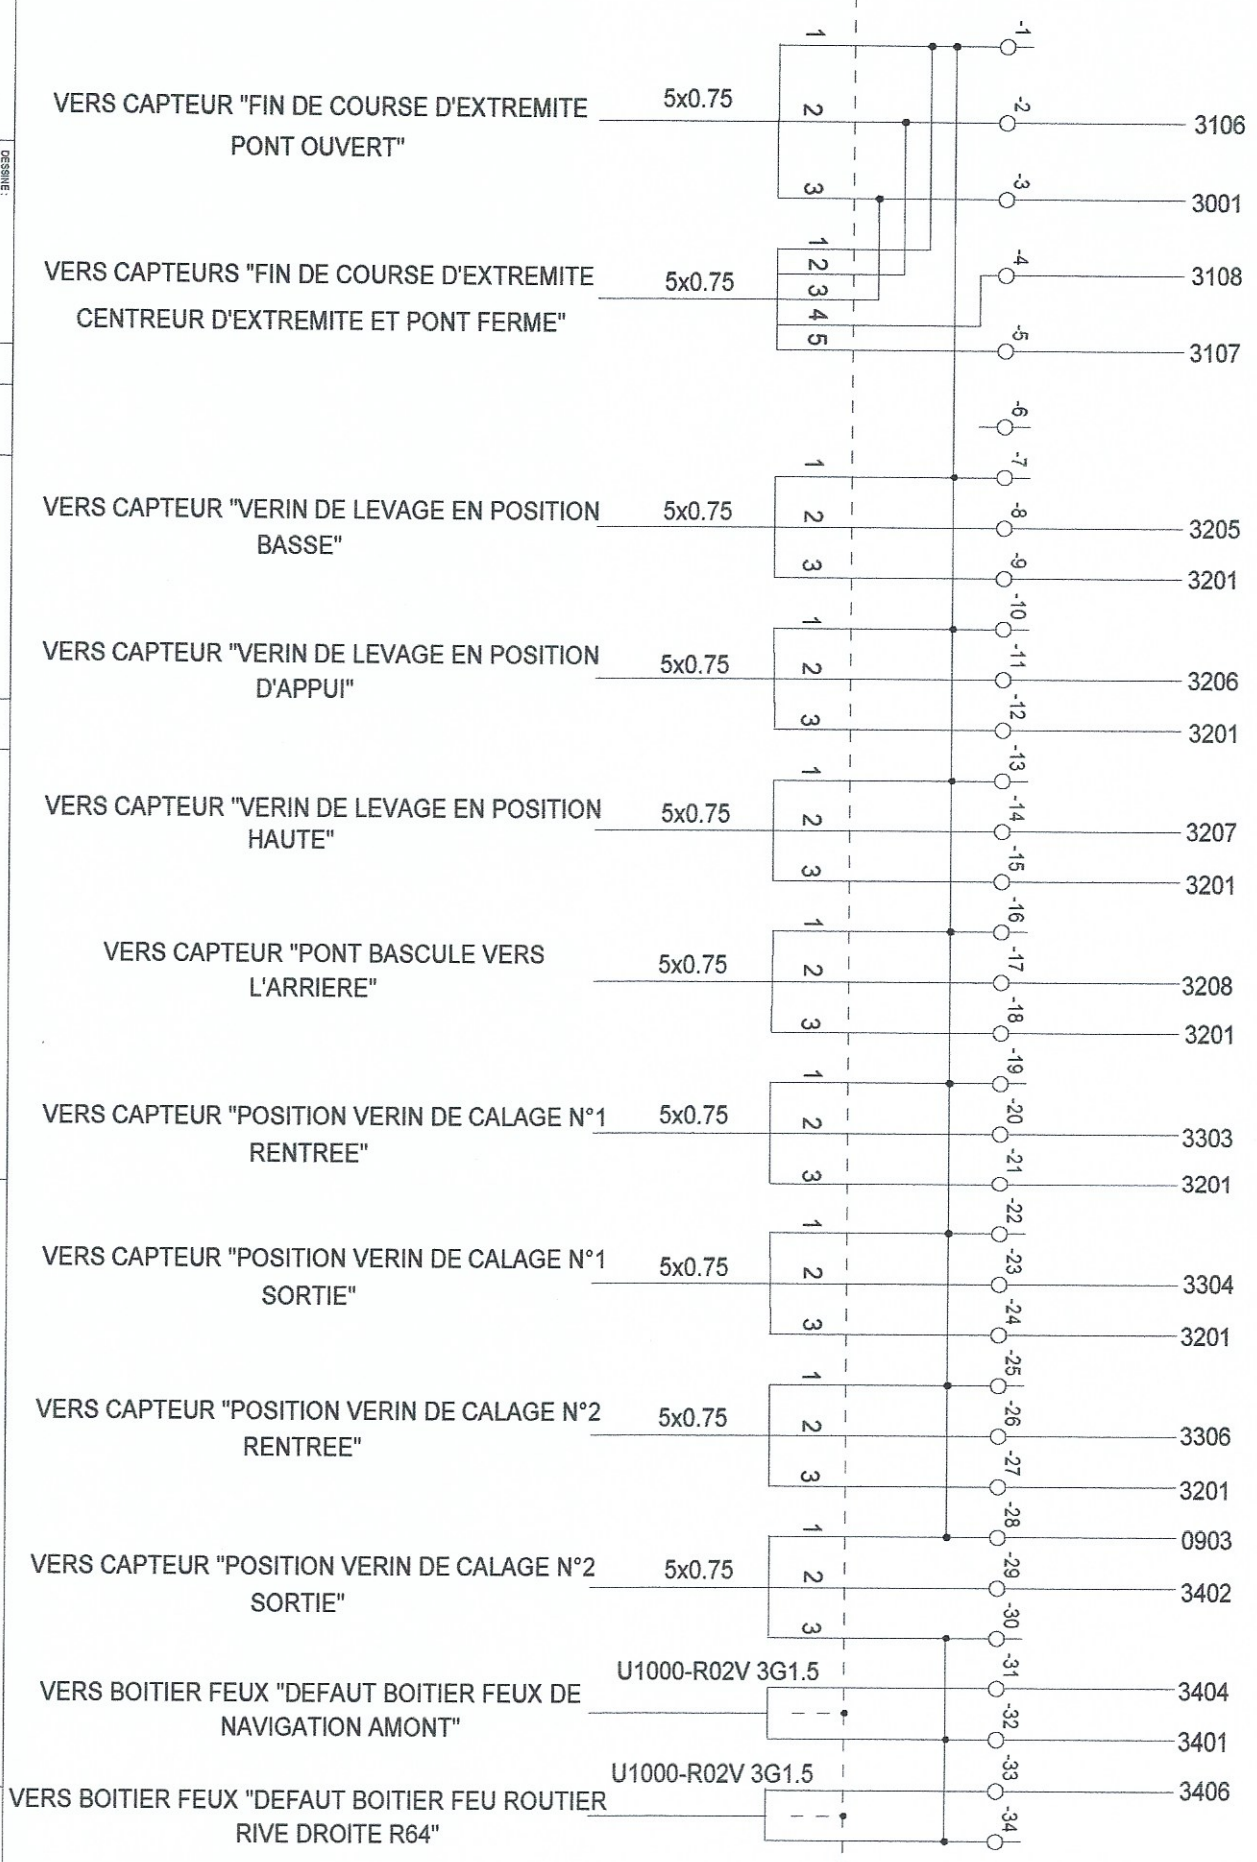 DESSINE :
1
-1
VERS CAPTEUR "FIN DE COURSE D'EXTREMITE
PONT OUVERT"
5x0.75
2
-2
3106
3
-3
3001
VERS CAPTEURS "FIN DE COURSE D'EXTREMITE
CENTREUR D'EXTREMITE ET PONT FERME"
5x0.75
1
2
3
4
5
-4
3108
-5
3107
-6
VERS CAPTEUR "VERIN DE LEVAGE EN POSITION
BASSE"
5x0.75
1
-7
2
-8
3205
3
-9
3201
VERS CAPTEUR "VERIN DE LEVAGE EN POSITION
D'APPUI"
5x0.75
1
-10
2
-11
3206
3
-12
3201
VERS CAPTEUR "VERIN DE LEVAGE EN POSITION
HAUTE"
5x0.75
1
-13
2
-14
3207
3
-15
3201
VERS CAPTEUR "PONT BASCULE VERS
L'ARRIERE"
5x0.75
1
-16
2
-17
3208
3
-18
3201
VERS CAPTEUR "POSITION VERIN DE CALAGE N°1
RENTREE"
5x0.75
1
-19
2
-20
3303
3
-21
3201
VERS CAPTEUR "POSITION VERIN DE CALAGE N°1
SORTIE"
5x0.75
1
-22
2
-23
3304
3
-24
3201
VERS CAPTEUR "POSITION VERIN DE CALAGE N°2
RENTREE"
5x0.75
1
-25
2
-26
3306
3
-27
3201
VERS CAPTEUR "POSITION VERIN DE CALAGE N°2
SORTIE"
5x0.75
1
-28
0903
2
-29
3402
3
-30
VERS BOITIER FEUX "DEFAUT BOITIER FEUX DE
NAVIGATION AMONT"
U1000-R02V 3G1.5
-31
3404
-32
3401
VERS BOITIER FEUX "DEFAUT BOITIER FEU ROUTIER
RIVE DROITE R64"
U1000-R02V 3G1.5
-33
3406
-34